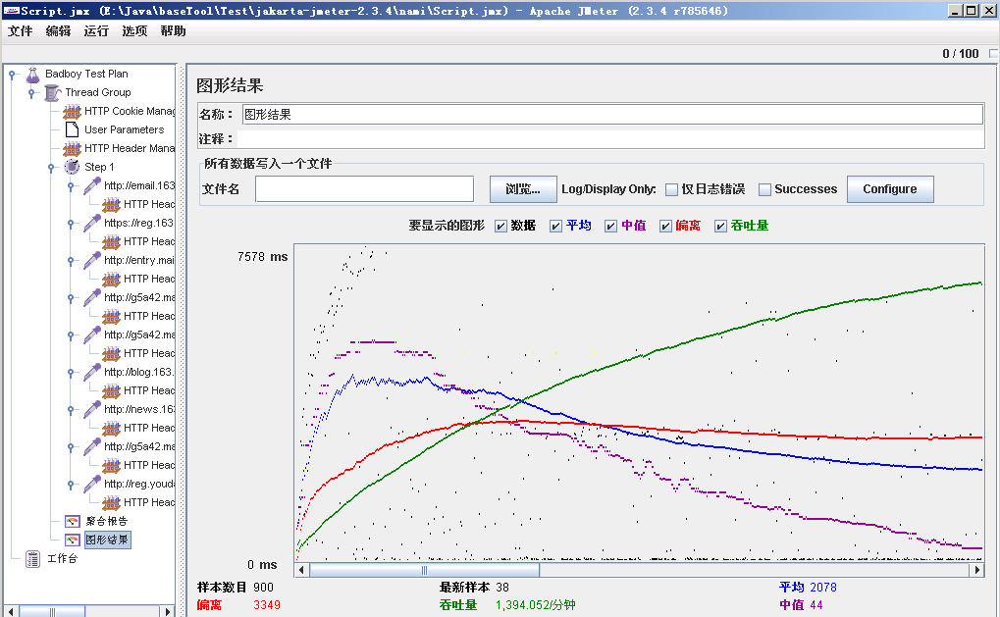 Script.jmx (E:\Java\baseTool\Test\jakarta-jmeter-2.3.4\nami\Script.jmx) - Apache JMeter (2.3.4 r785646)
文件 编辑 运行 选项 帮助
0 / 100
Badboy Test Plan
Thread Group
HTTP Cookie Manag
User Parameters
HTTP Header Mana
Step 1
http://email.163
HTTP Head
https://reg.163
HTTP Head
http://entry.mai
HTTP Head
http://g5a42.ma
HTTP Head
http://g5a42.ma
HTTP Head
http://blog.163.
HTTP Head
http://news.163
HTTP Head
http://g5a42.ma
HTTP Head
http://reg.youda
HTTP Head
聚合报告
图形结果
工作台
图形结果
名称： 图形结果
注释：
所有数据写入一个文件
文件名 浏览... Log/Display Only: 仅日志错误 Successes Configure
要显示的图形 数据 平均 中值 偏离 吞吐量
7578 ms
0 ms
样本数目 900 最新样本 38 平均 2078
偏离 3349 吞吐量 1,394.052/分钟 中值 44